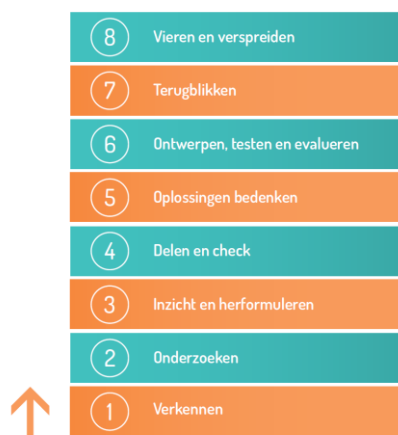 8 Vieren en verspreiden
7 Terugblikken
6 Ontwerpen, testen en evalueren
5 Oplossingen bedenken
4 Delen en check
3 Inzicht en herformuleren
2 Onderzoeken
1 Verkennen